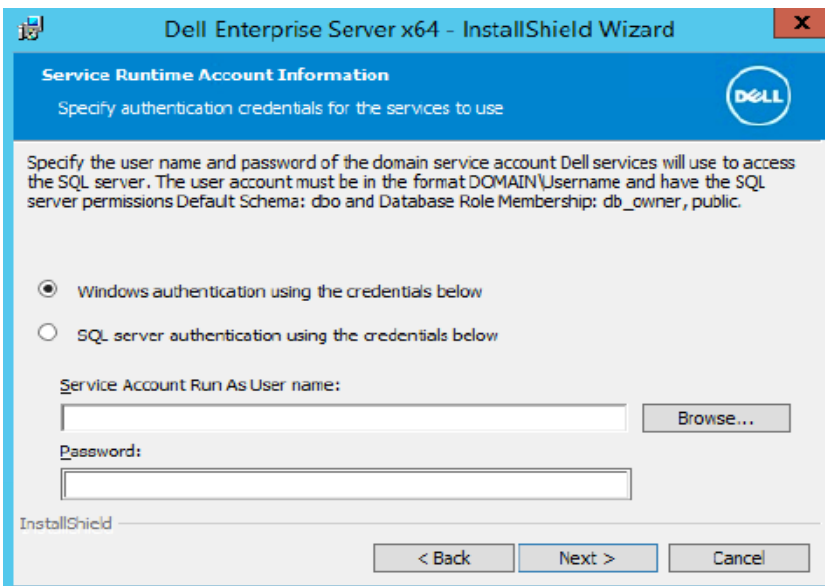 Dell Enterprise Server x64 - InstallShield Wizard
x
Service Runtime Account Information
Specify authentication credentials for the services to use
DELL
Specify the user name and password of the domain service account Dell services will use to access
the SQL server. The user account must be in the format DOMAIN\Username and have the SQL
server permissions Default Schema: dbo and Database Role Membership: db_owner, public.
Windows authentication using the credentials below
SQL server authentication using the credentials below
Service Account Run As User name:
Browse...
Password:
InstallShield
< Back Next > Cancel